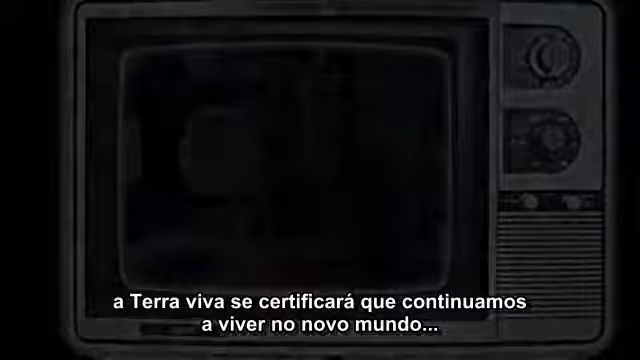 a Terra viva se certificará que continuamos
a viver no novo mundo...